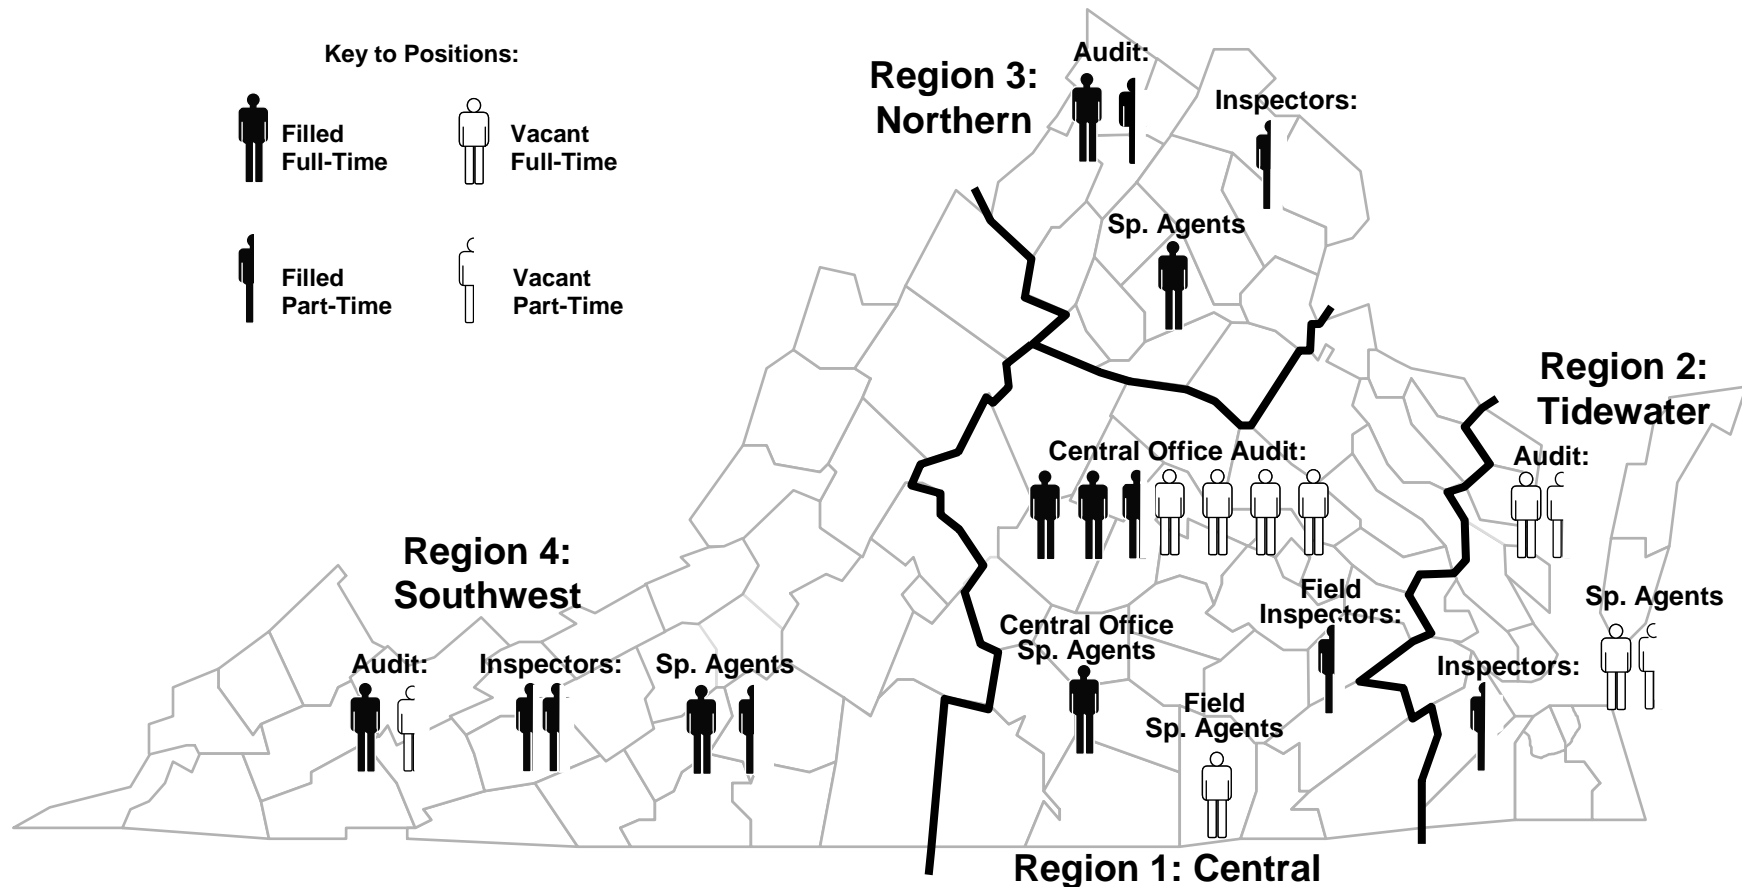 Key to Positions:
Filled
Full-Time
Vacant
Full-Time
Filled
Part-Time
Vacant
Part-Time
Region 3:
Northern
Audit:
Inspectors:
Sp. Agents
Region 2:
Tidewater
Audit:
Sp. Agents
Inspectors:
Central Office Audit:
Field
Inspectors:
Central Office
Sp. Agents
Field
Sp. Agents
Region 1: Central
Region 4:
Southwest
Audit:
Inspectors:
Sp. Agents